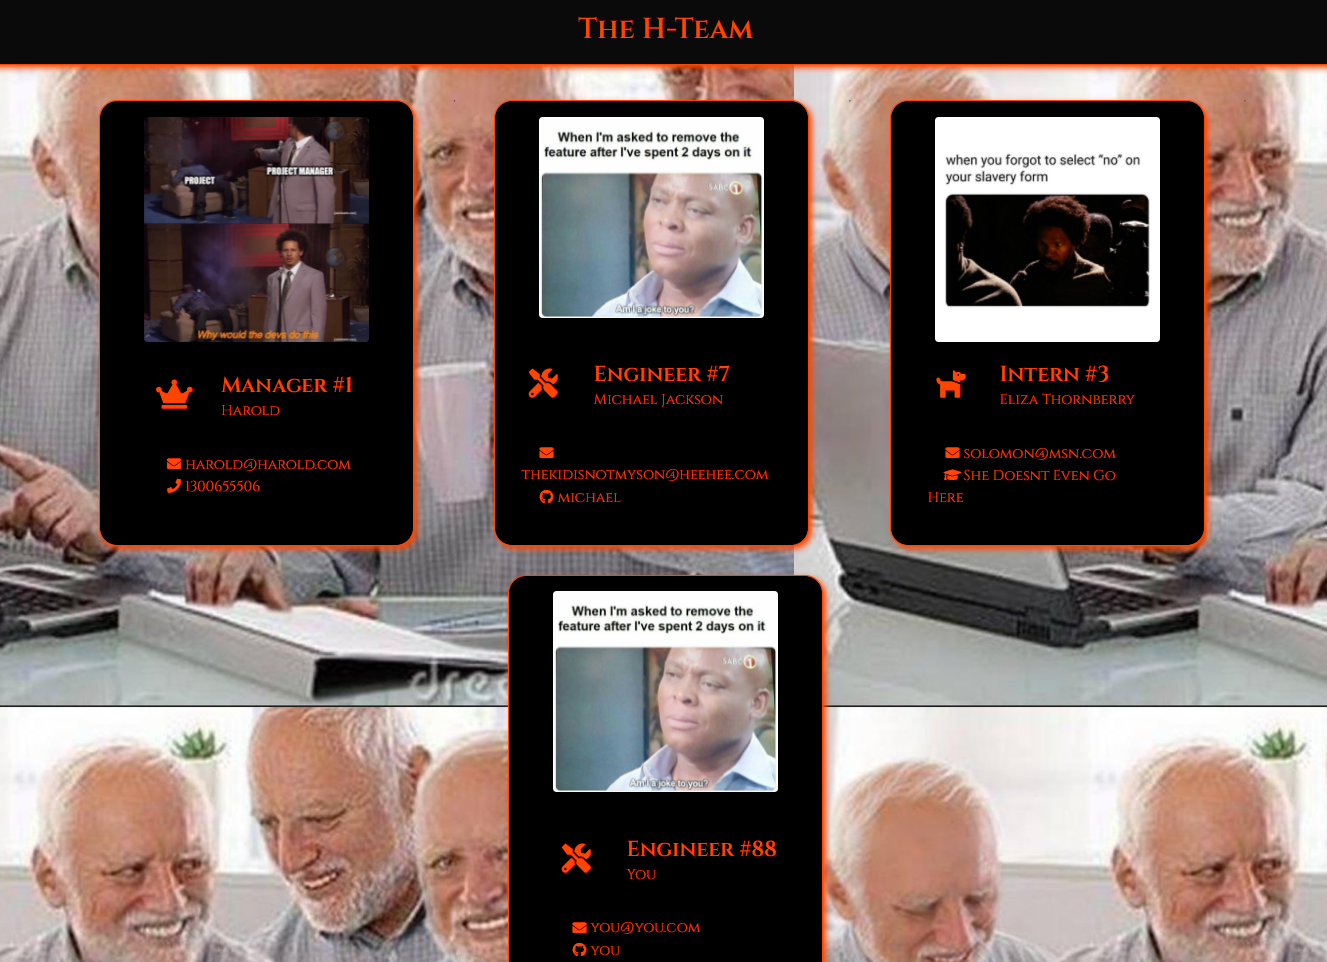 The H-Team
PROJECT
PROJECT MANAGER
Why would the devs do this
Manager #1
Harold
harold@harold.com
1300655506
When I'm asked to remove the
feature after I've spent 2 days on it
SABC 1
Am I a joke to you?
Engineer #7
Michael Jackson
thekidisnotmyson@heehee.com
michael
when you forgot to select “no” on
your slavery form
Intern #3
Eliza Thornberry
solomon@msn.com
She Doesnt Even Go
Here
When I'm asked to remove the
feature after I've spent 2 days on it
SABC 1
Am I a joke to you?
Engineer #88
You
you@you.com
you